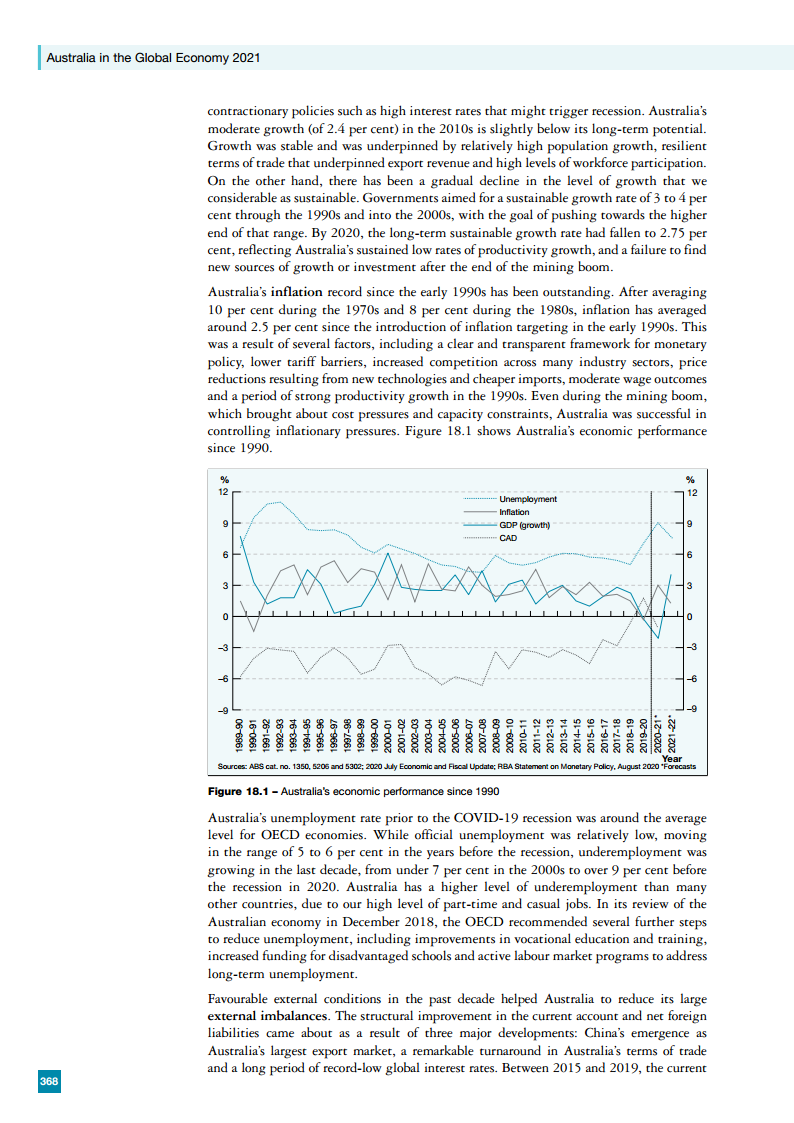 Australia in the Global Economy 2021
contractionary policies such as high interest rates that might trigger recession. Australia's
moderate growth (of 2.4 per cent) in the 2010s is slightly below its long-term potential.
Growth was stable and was underpinned by relatively high population growth, resilient
terms of trade that underpinned export revenue and high levels of workforce participation.
On the other hand, there has been a gradual decline in the level of growth that we
considerable as sustainable. Governments aimed for a sustainable growth rate of 3 to 4 per
cent through the 1990s and into the 2000s, with the goal of pushing towards the higher
end of that range. By 2020, the long-term sustainable growth rate had fallen to 2.75 per
cent, reflecting Australia's sustained low rates of productivity growth, and a failure to find
new sources of growth or investment after the end of the mining boom.
Australia's inflation record since the early 1990s has been outstanding. After averaging
10 per cent during the 1970s and 8 per cent during the 1980s, inflation has averaged
around 2.5 per cent since the introduction of inflation targeting in the early 1990s. This
was a result of several factors, including a clear and transparent framework for monetary
policy, lower tariff barriers, increased competition across many industry sectors, price
reductions resulting from new technologies and cheaper imports, moderate wage outcomes
and a period of strong productivity growth in the 1990s. Even during the mining boom,
which brought about cost pressures and capacity constraints, Australia was successful in
controlling inflationary pressures. Figure 18.1 shows Australia's economic performance
since 1990.
% %
12 12
Unemployment
Inflation
GDP (growth)
CAD
9 9
6 6
3 3
0 0
–3 –3
–6 –6
–9 –9
1989-90
1990-91
1991-92
1992-93
1993-94
1994-95
1995-96
1996-97
1997-98
1998-99
1999-00
2000-01
2001-02
2002-03
2003-04
2004-05
2005-06
2006-07
2007-08
2008-09
2009-10
2010-11
2011-12
2012-13
2013-14
2014-15
2015-16
2016-17
2017-18
2018-19
2019-20
2020-21*
2021-22*
Year
Sources: ABS cat. no. 1350, 5206 and 5302; 2020 July Economic and Fiscal Update; RBA Statement on Monetary Policy, August 2020 *Forecasts
Figure 18.1 – Australia's economic performance since 1990
Australia's unemployment rate prior to the COVID-19 recession was around the average
level for OECD economies. While official unemployment was relatively low, moving
in the range of 5 to 6 per cent in the years before the recession, underemployment was
growing in the last decade, from under 7 per cent in the 2000s to over 9 per cent before
the recession in 2020. Australia has a higher level of underemployment than many
other countries, due to our high level of part-time and casual jobs. In its review of the
Australian economy in December 2018, the OECD recommended several further steps
to reduce unemployment, including improvements in vocational education and training,
increased funding for disadvantaged schools and active labour market programs to address
long-term unemployment.
Favourable external conditions in the past decade helped Australia to reduce its large
external imbalances. The structural improvement in the current account and net foreign
liabilities came about as a result of three major developments: China's emergence as
Australia's largest export market, a remarkable turnaround in Australia's terms of trade
and a long period of record-low global interest rates. Between 2015 and 2019, the current
368